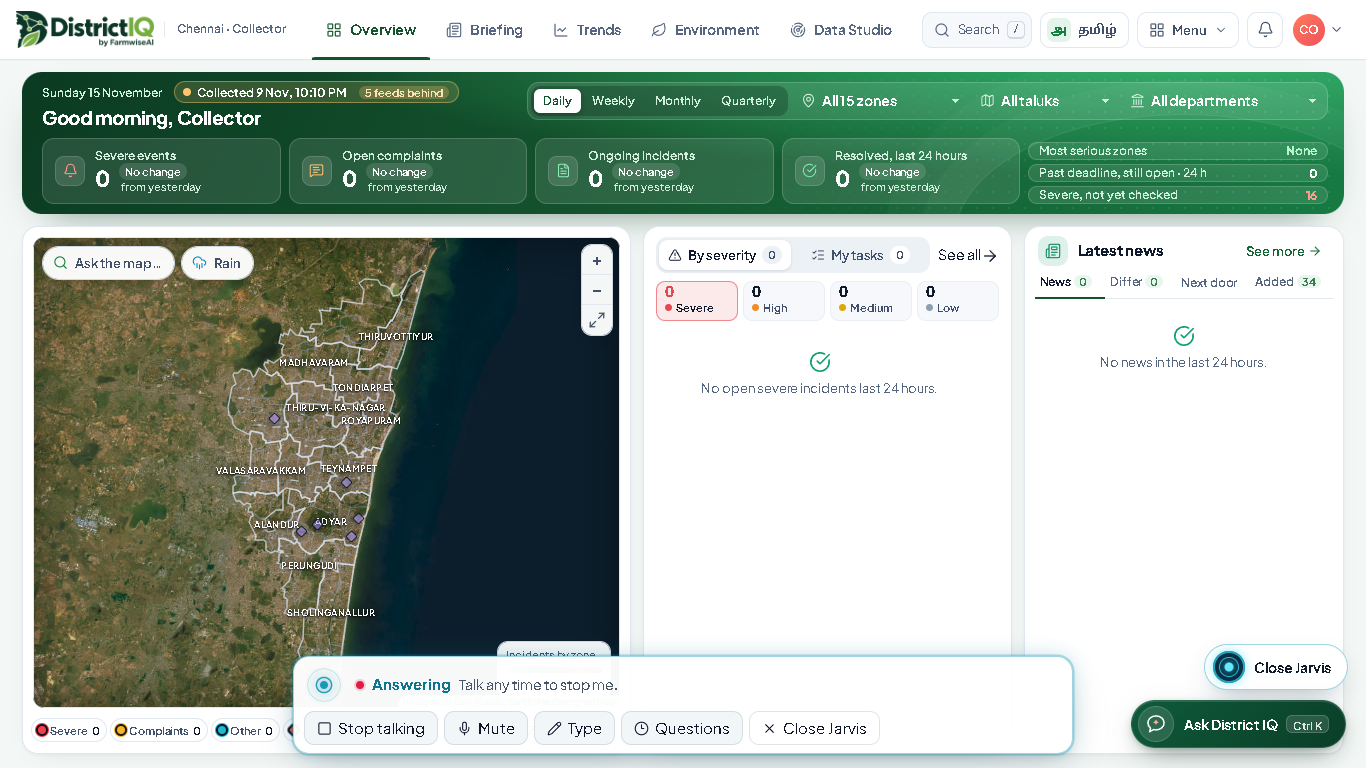 DistrictIQ
by FarmwiseAI
Chennai · Collector
Overview
Briefing
Trends
Environment
Data Studio
Search /
அ தமிழ்
Menu
CO
Sunday 15 November
Collected 9 Nov, 10:10 PM 5 feeds behind
Good morning, Collector
Daily Weekly Monthly Quarterly
All 15 zones
All taluks
All departments
Severe events
0 No change
from yesterday
Open complaints
0 No change
from yesterday
Ongoing incidents
0 No change
from yesterday
Resolved, last 24 hours
0 No change
from yesterday
Most serious zones None
Past deadline, still open · 24 h 0
Severe, not yet checked 16
Ask the map...
Rain
+
−
THIRUVOTTIYUR
MADHAVARAM
TONDIARPET
THIRU-VI-KA-NAGAR
ROYAPURAM
VALASARAVAKKAM
TEYNAMPET
ALANDUR
ADYAR
PERUNGUDI
SHOLINGANALLUR
Incidents by zone
Severe 0
Complaints 0
Other 0
By severity 0
My tasks 0
See all
0
Severe
0
High
0
Medium
0
Low
No open severe incidents last 24 hours.
Latest news
See more
News 0
Differ 0
Next door
Added 34
No news in the last 24 hours.
Answering Talk any time to stop me.
Stop talking
Mute
Type
Questions
Close Jarvis
Close Jarvis
Ask District IQ Ctrl K